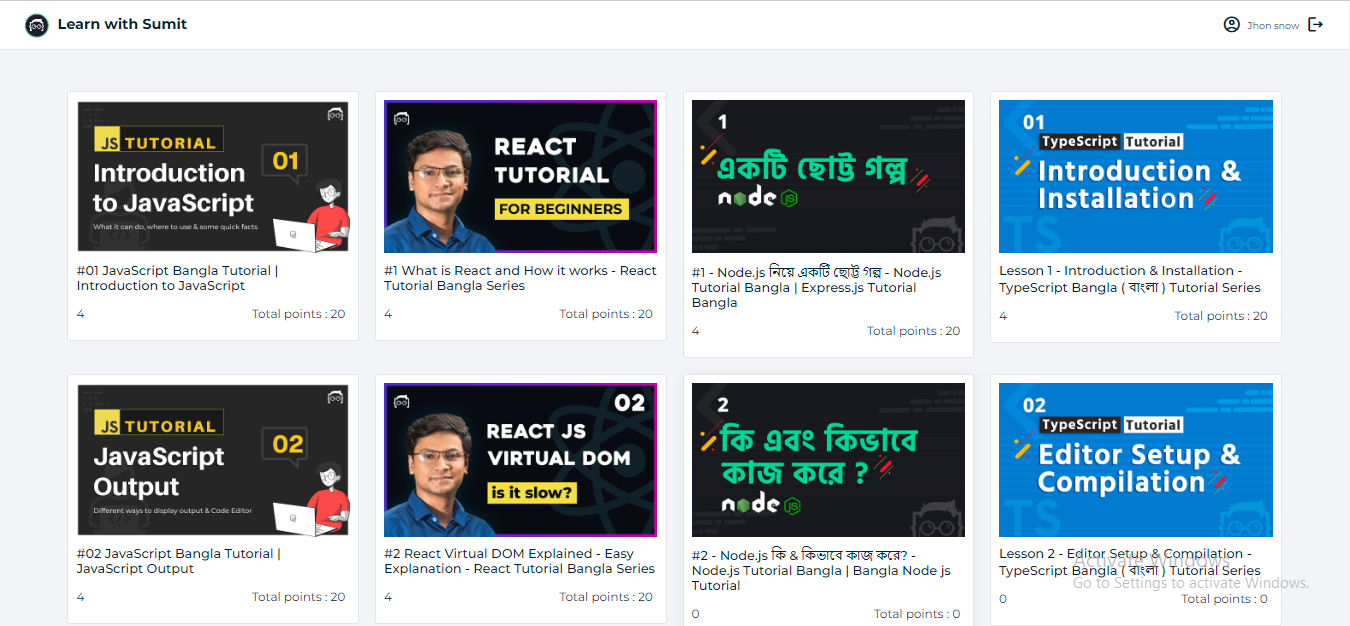 Learn with Sumit
Jhon snow
JS TUTORIAL
01
Introduction
to JavaScript
What it can do, where to use & some quick facts
#01 JavaScript Bangla Tutorial |
Introduction to JavaScript
4
Total points : 20
REACT
TUTORIAL
FOR BEGINNERS
#1 What is React and How it works - React
Tutorial Bangla Series
4
Total points : 20
1
একটি ছোট্ট গল্প
node JS
#1 - Node.js নিয়ে একটি ছোট্ট গল্প - Node.js
Tutorial Bangla | Express.js Tutorial
Bangla
4
Total points : 20
01
TypeScript Tutorial
Introduction &
Installation
TS
Lesson 1 - Introduction & Installation -
TypeScript Bangla ( বাংলা ) Tutorial Series
4
Total points : 20
JS TUTORIAL
02
JavaScript
Output
Different ways to display output & Code Editor
#02 JavaScript Bangla Tutorial |
JavaScript Output
4
Total points : 20
02
REACT JS
VIRTUAL DOM
is it slow?
#2 React Virtual DOM Explained - Easy
Explanation - React Tutorial Bangla Series
4
Total points : 20
2
কি এবং কিভাবে
কাজ করে ?
node JS
#2 - Node.js কি & কিভাবে কাজ করে? -
Node.js Tutorial Bangla | Bangla Node js
Tutorial
0
Total points : 0
02
TypeScript Tutorial
Editor Setup &
Compilation
TS
Lesson 2 - Editor Setup & Compilation -
TypeScript Bangla ( বাংলা ) Tutorial Series
0
Total points : 0
Activate Windows
Go to Settings to activate Windows.